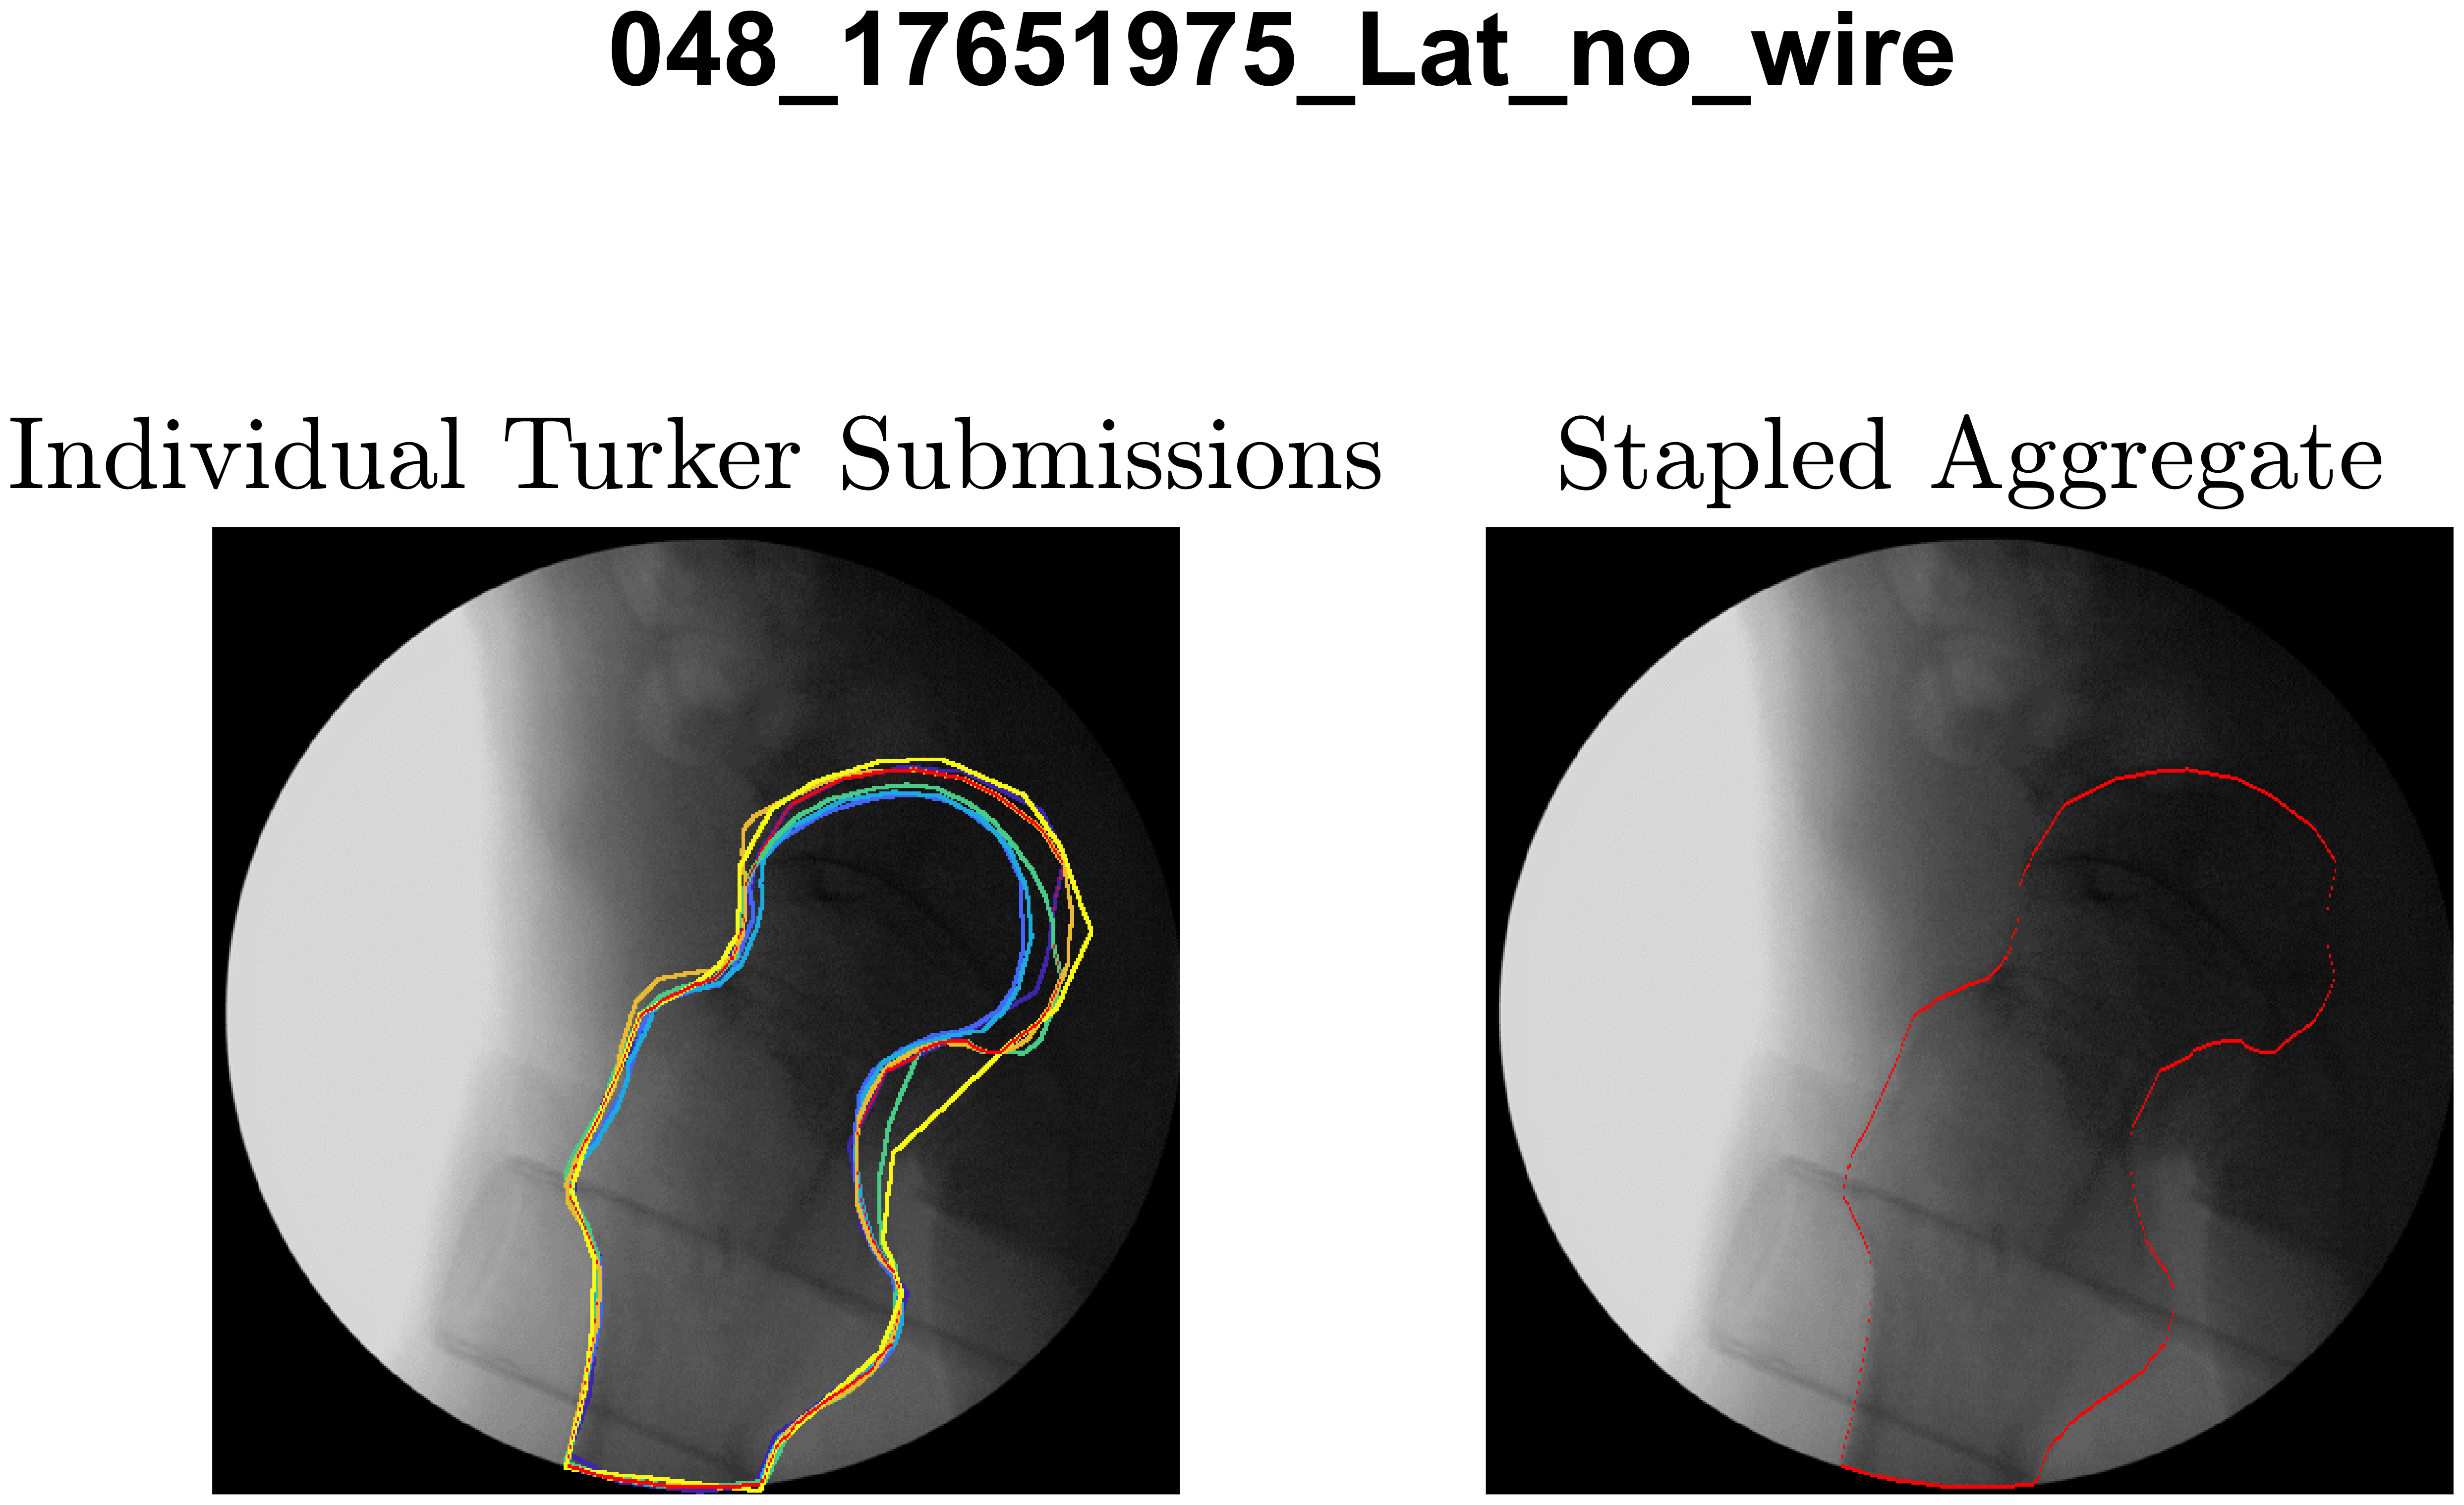 048_17651975_Lat_no_wire
Individual Turker Submissions
Stapled Aggregate